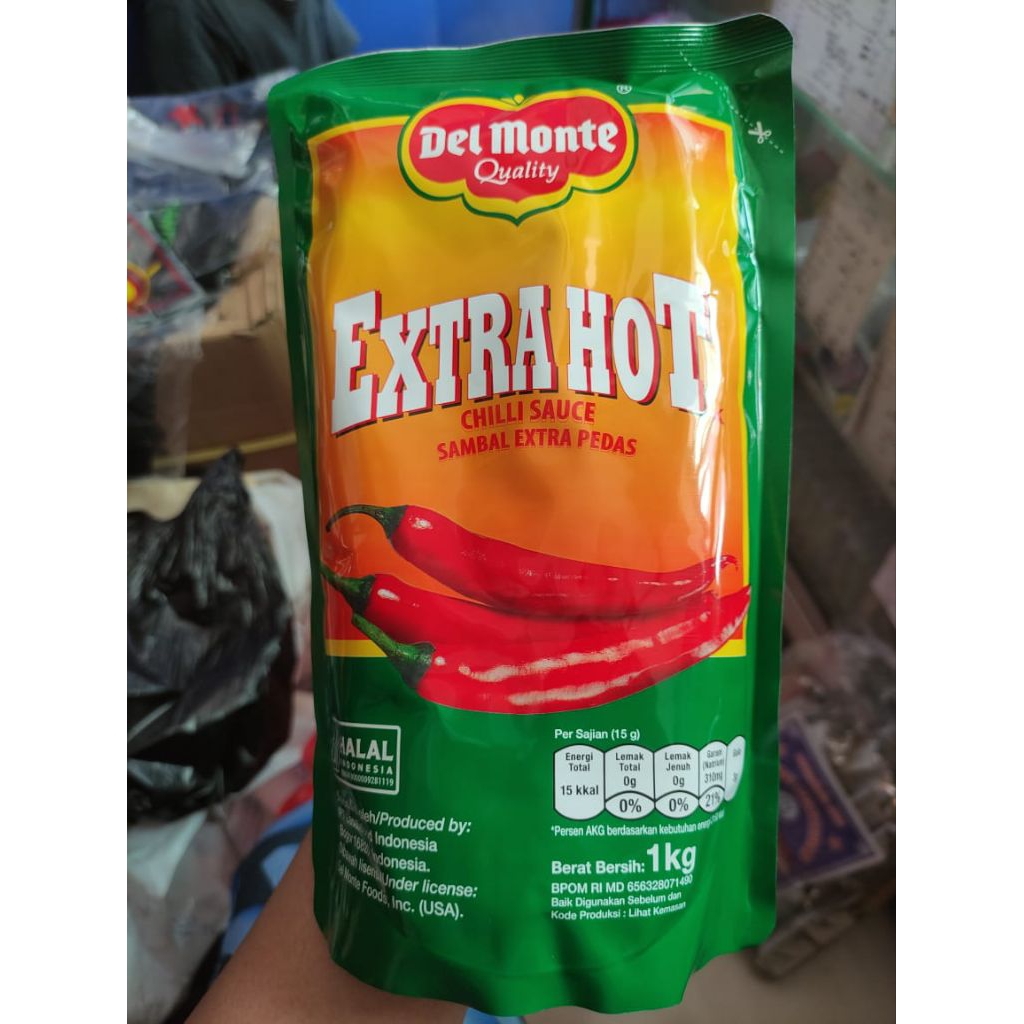 Del Monte
®
Quality
EXTRA HOT
CHILLI SAUCE
SAMBAL EXTRA PEDAS
HALAL
INDONESIA
Per Sajian (15 g)
Energi Total 15 kkal
Lemak Total 0g 0%
Lemak Jenuh 0g 0%
Garam (Natrium) 310mg 21%
*Persen AKG berdasarkan kebutuhan
Berat Bersih: 1kg
BPOM RI MD 656328071490
Baik Digunakan Sebelum dan
Kode Produksi : Lihat Kemasan
oleh/Produced by:
Indonesia
Indonesia.
Under license:
Del Monte Foods, Inc. (USA).